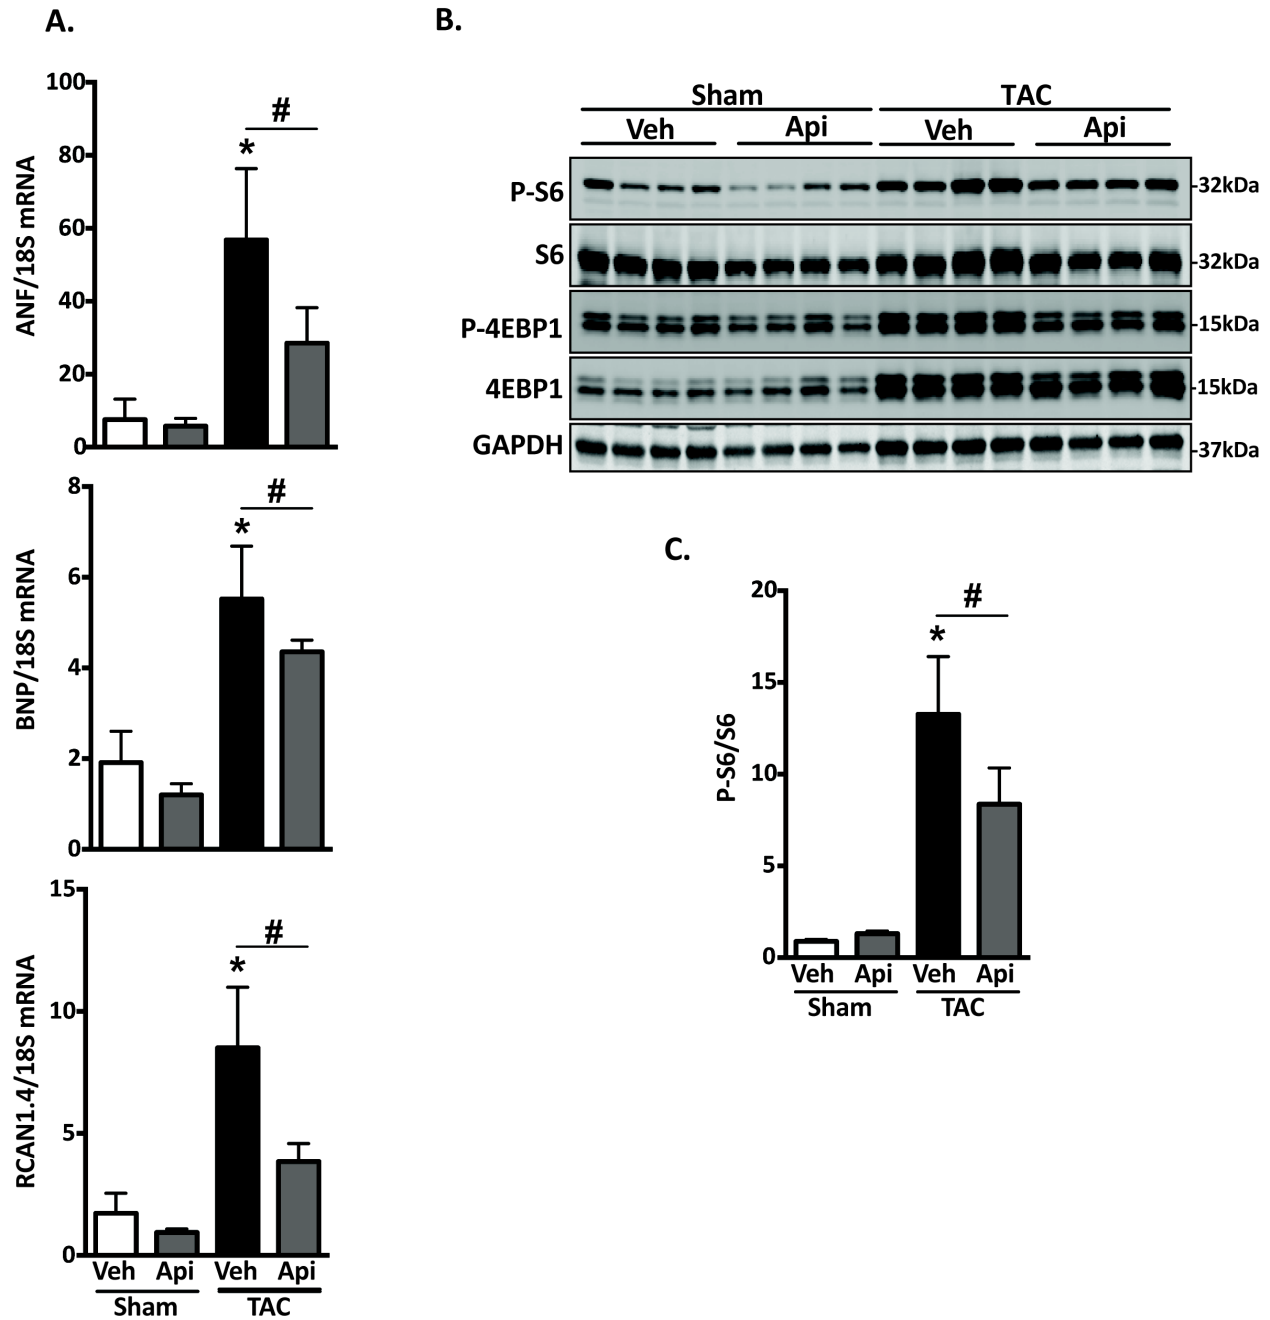 A.
100
80
60
40
20
0
ANF/18S mRNA
*
#
8
6
4
2
0
BNP/18S mRNA
*
#
15
10
5
0
RCAN1.4/18S mRNA
*
#
Veh Api Veh Api
Sham TAC
B.
Sham TAC
Veh Api Veh Api
P-S6 -32kDa
S6 -32kDa
P-4EBP1 -15kDa
4EBP1 -15kDa
GAPDH -37kDa
C.
20
15
10
5
0
P-S6/S6
*
#
Veh Api Veh Api
Sham TAC